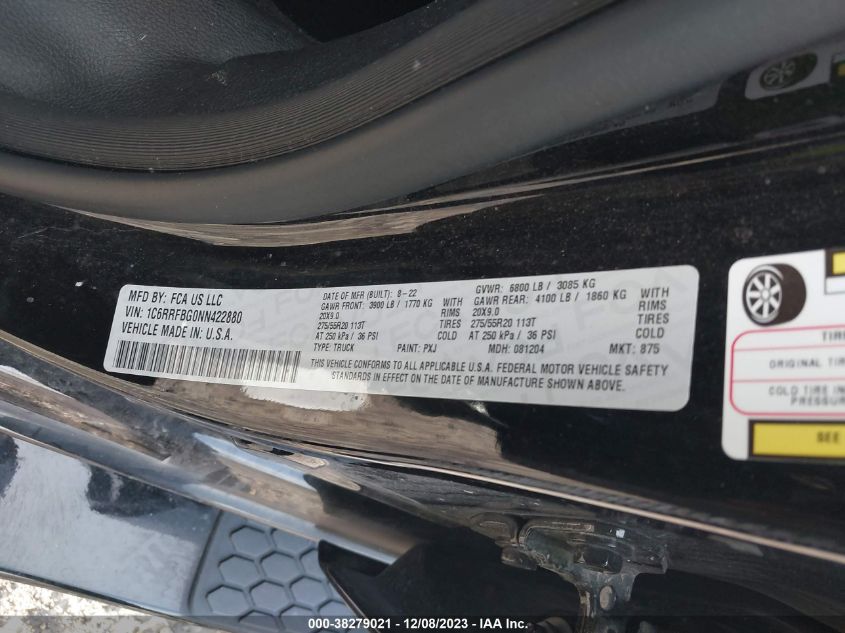 MFD BY: FCA US LLC
VIN: 1C6RRFBG0NN422880
VEHICLE MADE IN: U.S.A.
DATE OF MFR (BUILT): 8-22
GAWR FRONT: 3900 LB / 1770 KG WITH
20X9.0 RIMS
275/55R20 113T TIRES
AT 250 kPa / 36 PSI COLD
TYPE: TRUCK PAINT: PXJ
GVWR: 6800 LB / 3085 KG
GAWR REAR: 4100 LB / 1860 KG WITH
20X9.0 RIMS
275/55R20 113T TIRES
AT 250 kPa / 36 PSI COLD
MDH: 081204 MKT: 875
THIS VEHICLE CONFORMS TO ALL APPLICABLE U.S.A. FEDERAL MOTOR VEHICLE SAFETY
STANDARDS IN EFFECT ON THE DATE OF MANUFACTURE SHOWN ABOVE.
TIRE
ORIGINAL TIRE
COLD TIRE IN
PRESSUR
SEE
000-38279021 - 12/08/2023 - IAA Inc.